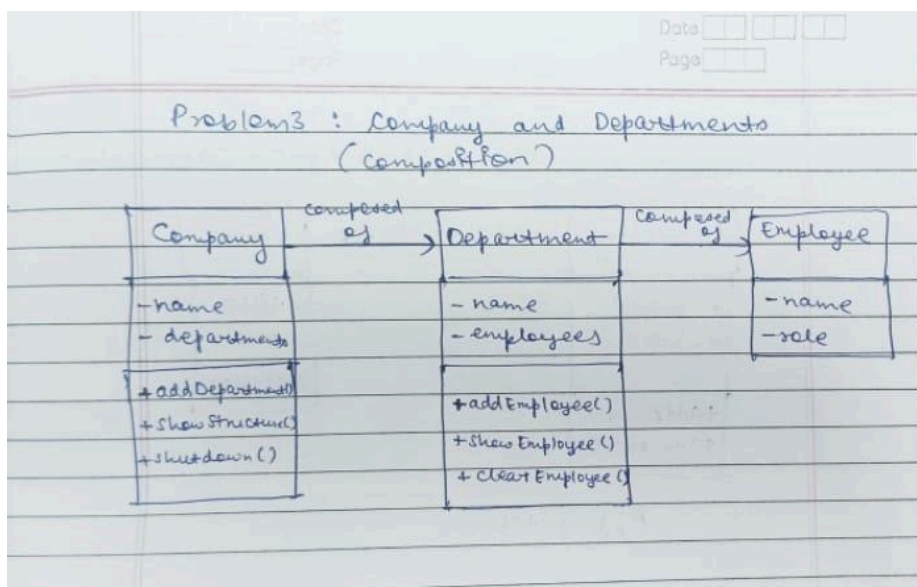 Date
Page
Problem3 : Company and Departments
(composition)
Company
composed of
Department
composed of
Employee
-name
- departments
+ addDepartment()
+ Show Structure()
+ shutdown()
- name
- employees
+ addEmployee()
+ Show Employee()
+ Clear Employee()
-name
-role